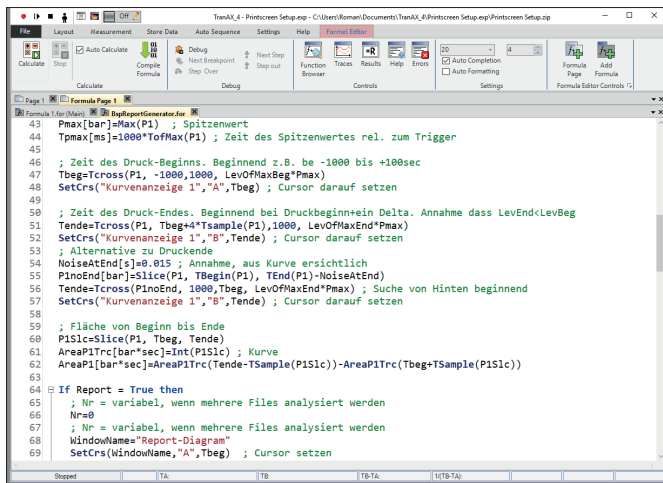 Off
TranAX_4 - Printscreen Setup.exp - C:\Users\Roman\Documents\TranAX_4\Printscreen Setup.exp\Printscreen Setup.zip
File Layout Measurement Store Data Auto Sequence Settings Help Formel Editor
Calculate
Stop
Auto Calculate
Compile Formula
Calculate
Debug
Next Breakpoint
Step Over
Next Step
Step out
Debug
Function Browser
Traces
Results
Help
Errors
Controls
20 4
Auto Completion
Auto Formatting
Settings
Formula Page
Add Formula
Formula Editor Controls
Page 1 Formula Page 1
Formula 1.for (Main) BspReportGenerator.for
43 Pmax[bar]=Max(P1) ; Spitzenwert
44 Tpmax[ms]=1000*TofMax(P1) ; Zeit des Spitzenwertes rel. zum Trigger
45
46 ; Zeit des Druck-Beginns. Beginnend z.B. be -1000 bis +100sec
47 Tbeg=Tcross(P1, -1000,1000, LevOfMaxBeg*Pmax)
48 SetCrs("Kurvenanzeige 1","A",Tbeg) ; Cursor darauf setzen
49
50 ; Zeit des Druck-Endes. Beginnend bei Druckbeginn+ein Delta. Annahme dass LevEnd<LevBeg
51 Tende=Tcross(P1, Tbeg+4*Tsample(P1),1000, LevOfMaxEnd*Pmax)
52 SetCrs("Kurvenanzeige 1","B",Tende) ; Cursor darauf setzen
53 ; Alternative zu Druckende
54 NoiseAtEnd[s]=0.015 ; Annahme, aus Kurve ersichtlich
55 P1noEnd[bar]=Slice(P1, TBegin(P1), TEnd(P1)-NoiseAtEnd)
56 Tende=Tcross(P1noEnd, 1000,Tbeg, LevOfMaxEnd*Pmax) ; Suche von Hinten beginnend
57 SetCrs("Kurvenanzeige 1","B",Tende) ; Cursor darauf setzen
58
59 ; Fläche von Beginn bis Ende
60 P1Slc=Slice(P1, Tbeg, Tende)
61 AreaP1Trc[bar*sec]=Int(P1Slc) ; Kurve
62 AreaP1[bar*sec]=AreaP1Trc(Tende-TSample(P1Slc))-AreaP1Trc(Tbeg+TSample(P1Slc))
63
64 If Report = True then
65 ; Nr = variabel, wenn mehrere Files analysiert werden
66 Nr=0
67 ; Nr = variabel, wenn mehrere Files analysiert werden
68 WindowName="Report-Diagram"
69 SetCrs(WindowName,"A",Tbeg) ; Cursor setzen
Stopped TA: TB: TB-TA: 1/(TB-TA):